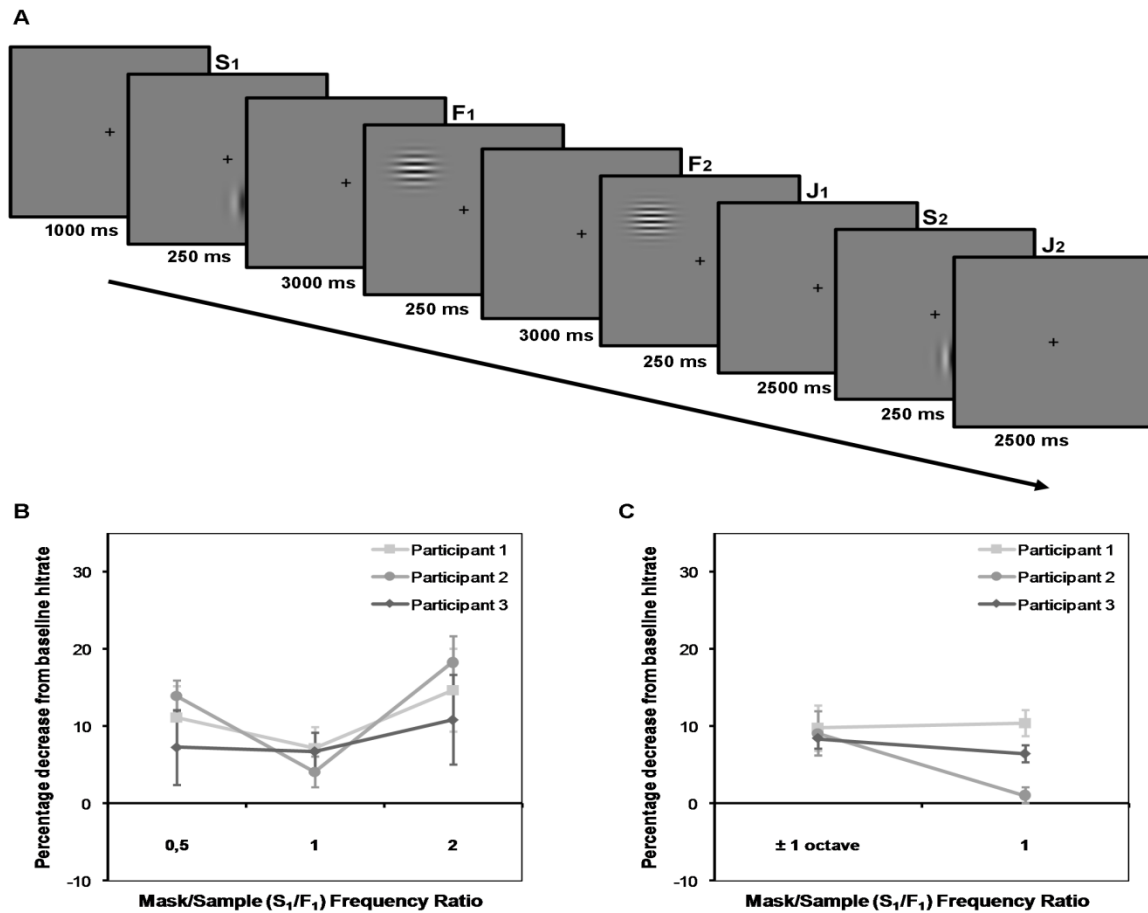 A
S1
F1
F2
J1
S2
J2
1000 ms
250 ms
3000 ms
250 ms
3000 ms
250 ms
2500 ms
250 ms
2500 ms
B
Percentage decrease from baseline hitrate
30
20
10
0
-10
Participant 1
Participant 2
Participant 3
0,5 1 2
Mask/Sample (S₁/F₁) Frequency Ratio
C
Percentage decrease from baseline hitrate
30
20
10
0
-10
Participant 1
Participant 2
Participant 3
± 1 octave 1
Mask/Sample (S₁/F₁) Frequency Ratio